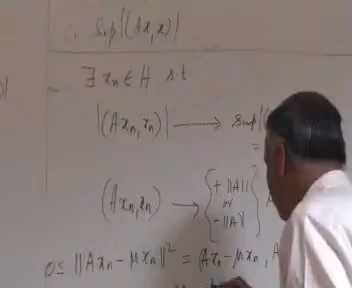 ∴ Sup|(Ax,x)|
∃ xₙ ∈ H s.t
|(Axₙ, xₙ)| ⟶ Sup|(
=
(Axₙ, xₙ) ⟶ { + ||A|| or - ||A|| }
0 ≤ ||Axₙ - μxₙ||² = (Axₙ - μxₙ, A